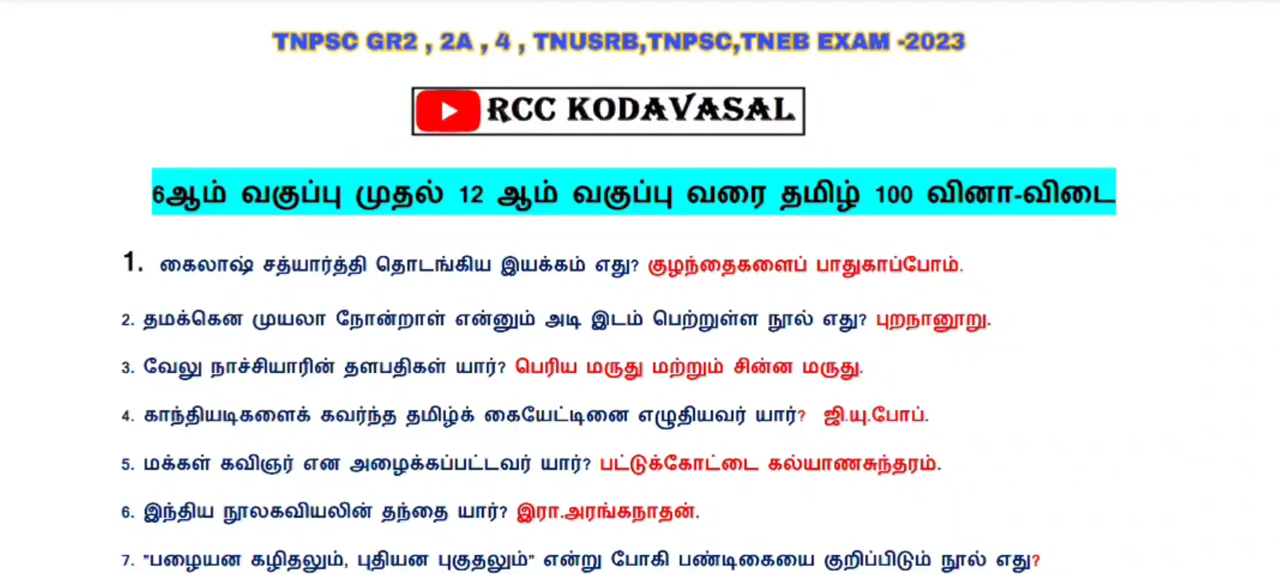 TNPSC GR2 , 2A , 4 , TNUSRB,TNPSC,TNEB EXAM -2023
RCC KODAVASAL
6ஆம் வகுப்பு முதல் 12 ஆம் வகுப்பு வரை தமிழ் 100 வினா-விடை
1. கைலாஷ் சத்யார்த்தி தொடங்கிய இயக்கம் எது? குழந்தைகளைப் பாதுகாப்போம்.
2. தமக்கென முயலா நோன்றாள் என்னும் அடி இடம் பெற்றுள்ள நூல் எது? புறநானூறு.
3. வேலு நாச்சியாரின் தளபதிகள் யார்? பெரிய மருது மற்றும் சின்ன மருது.
4. காந்தியடிகளைக் கவர்ந்த தமிழ்க் கையேட்டினை எழுதியவர் யார்? ஜி.யு.போப்.
5. மக்கள் கவிஞர் என அழைக்கப்பட்டவர் யார்? பட்டுக்கோட்டை கல்யாணசுந்தரம்.
6. இந்திய நூலகவியலின் தந்தை யார்? இரா.அரங்கநாதன்.
7. "பழையன கழிதலும், புதியன புகுதலும்" என்று போகி பண்டிகையை குறிப்பிடும் நூல் எது?